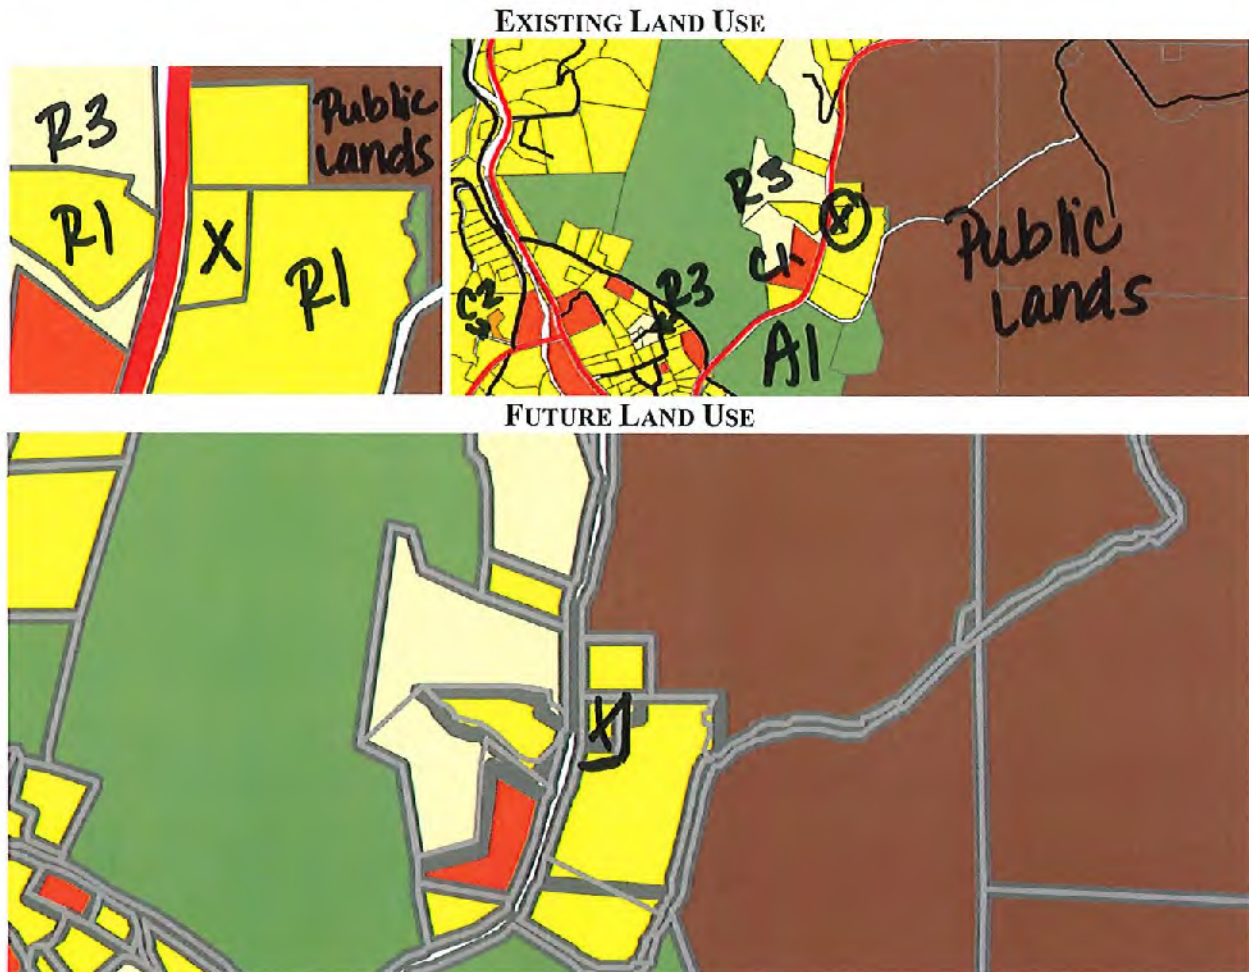 EXISTING LAND USE
R3
Public
Lands
R1
X
R1
R3
X
C1
Public
Lands
C2
R3
A1
FUTURE LAND USE
X